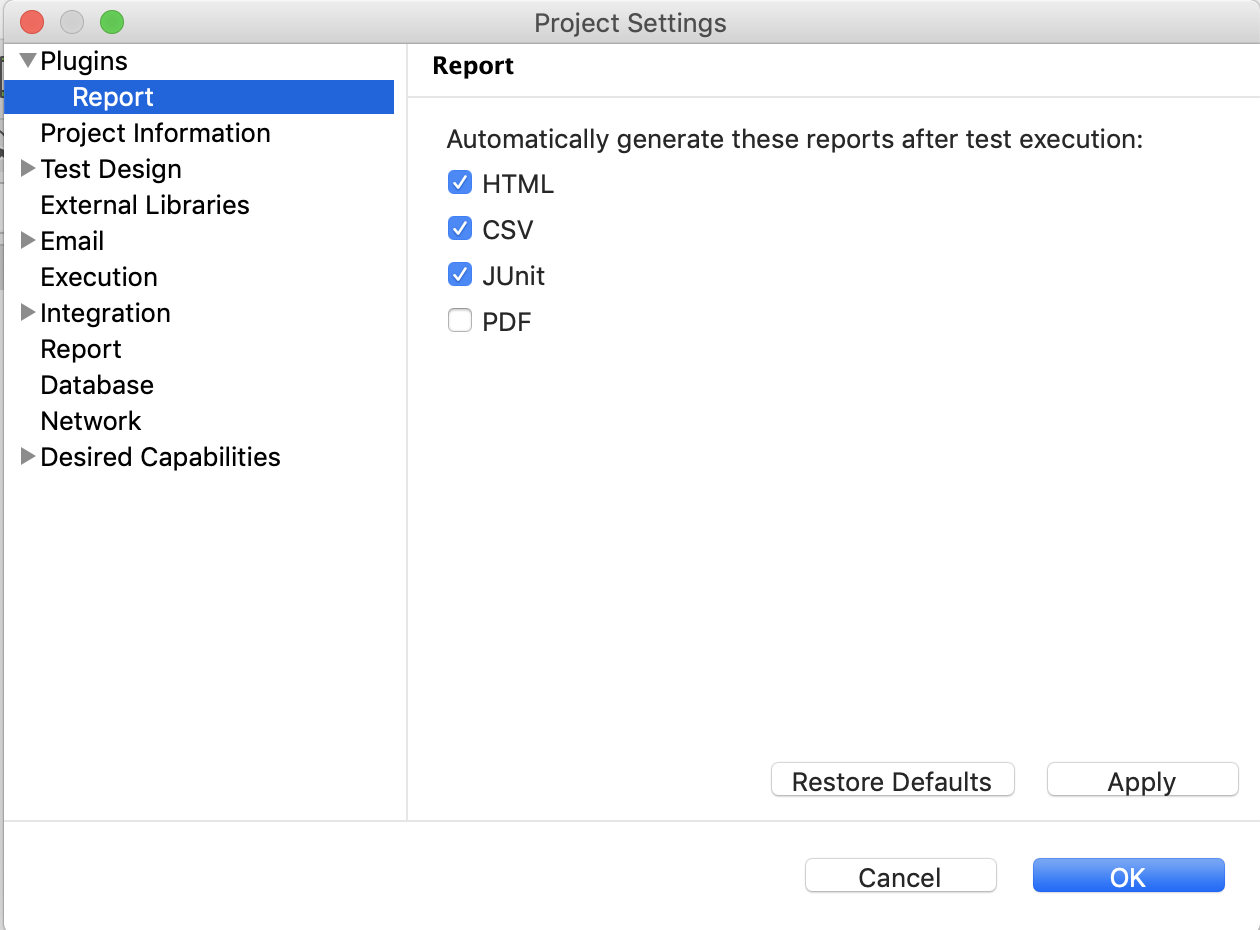 Project Settings
Plugins
Report
Project Information
Test Design
External Libraries
Email
Execution
Integration
Report
Database
Network
Desired Capabilities
Report
Automatically generate these reports after test execution:
HTML
CSV
JUnit
PDF
Restore Defaults
Apply
Cancel
OK